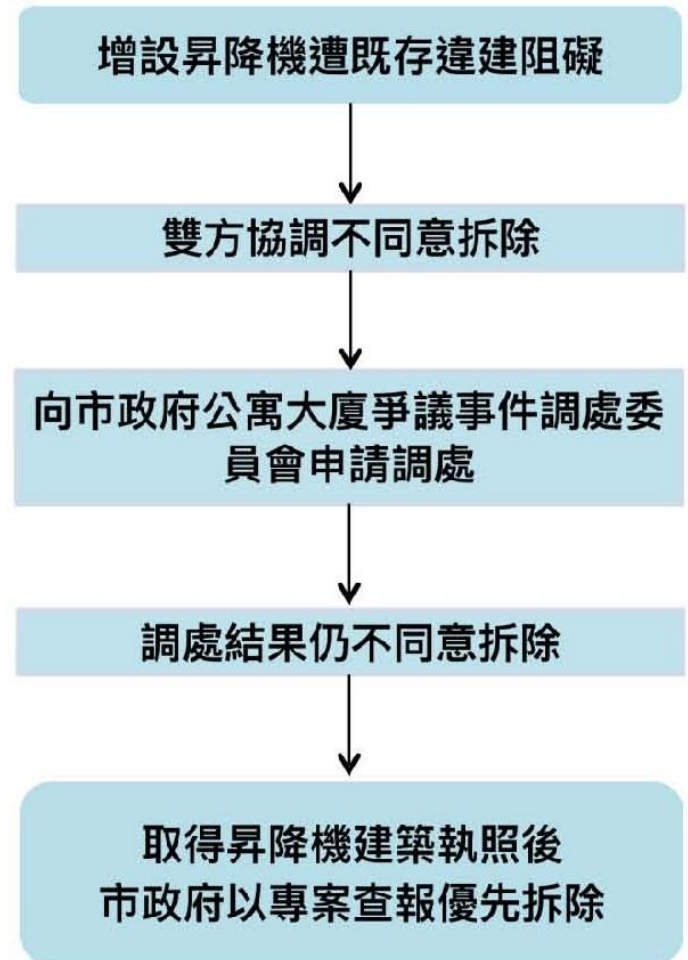 增設昇降機遭既存違建阻礙
雙方協調不同意拆除
向市政府公寓大廈爭議事件調處委
員會申請調處
調處結果仍不同意拆除
取得昇降機建築執照後
市政府以專案查報優先拆除